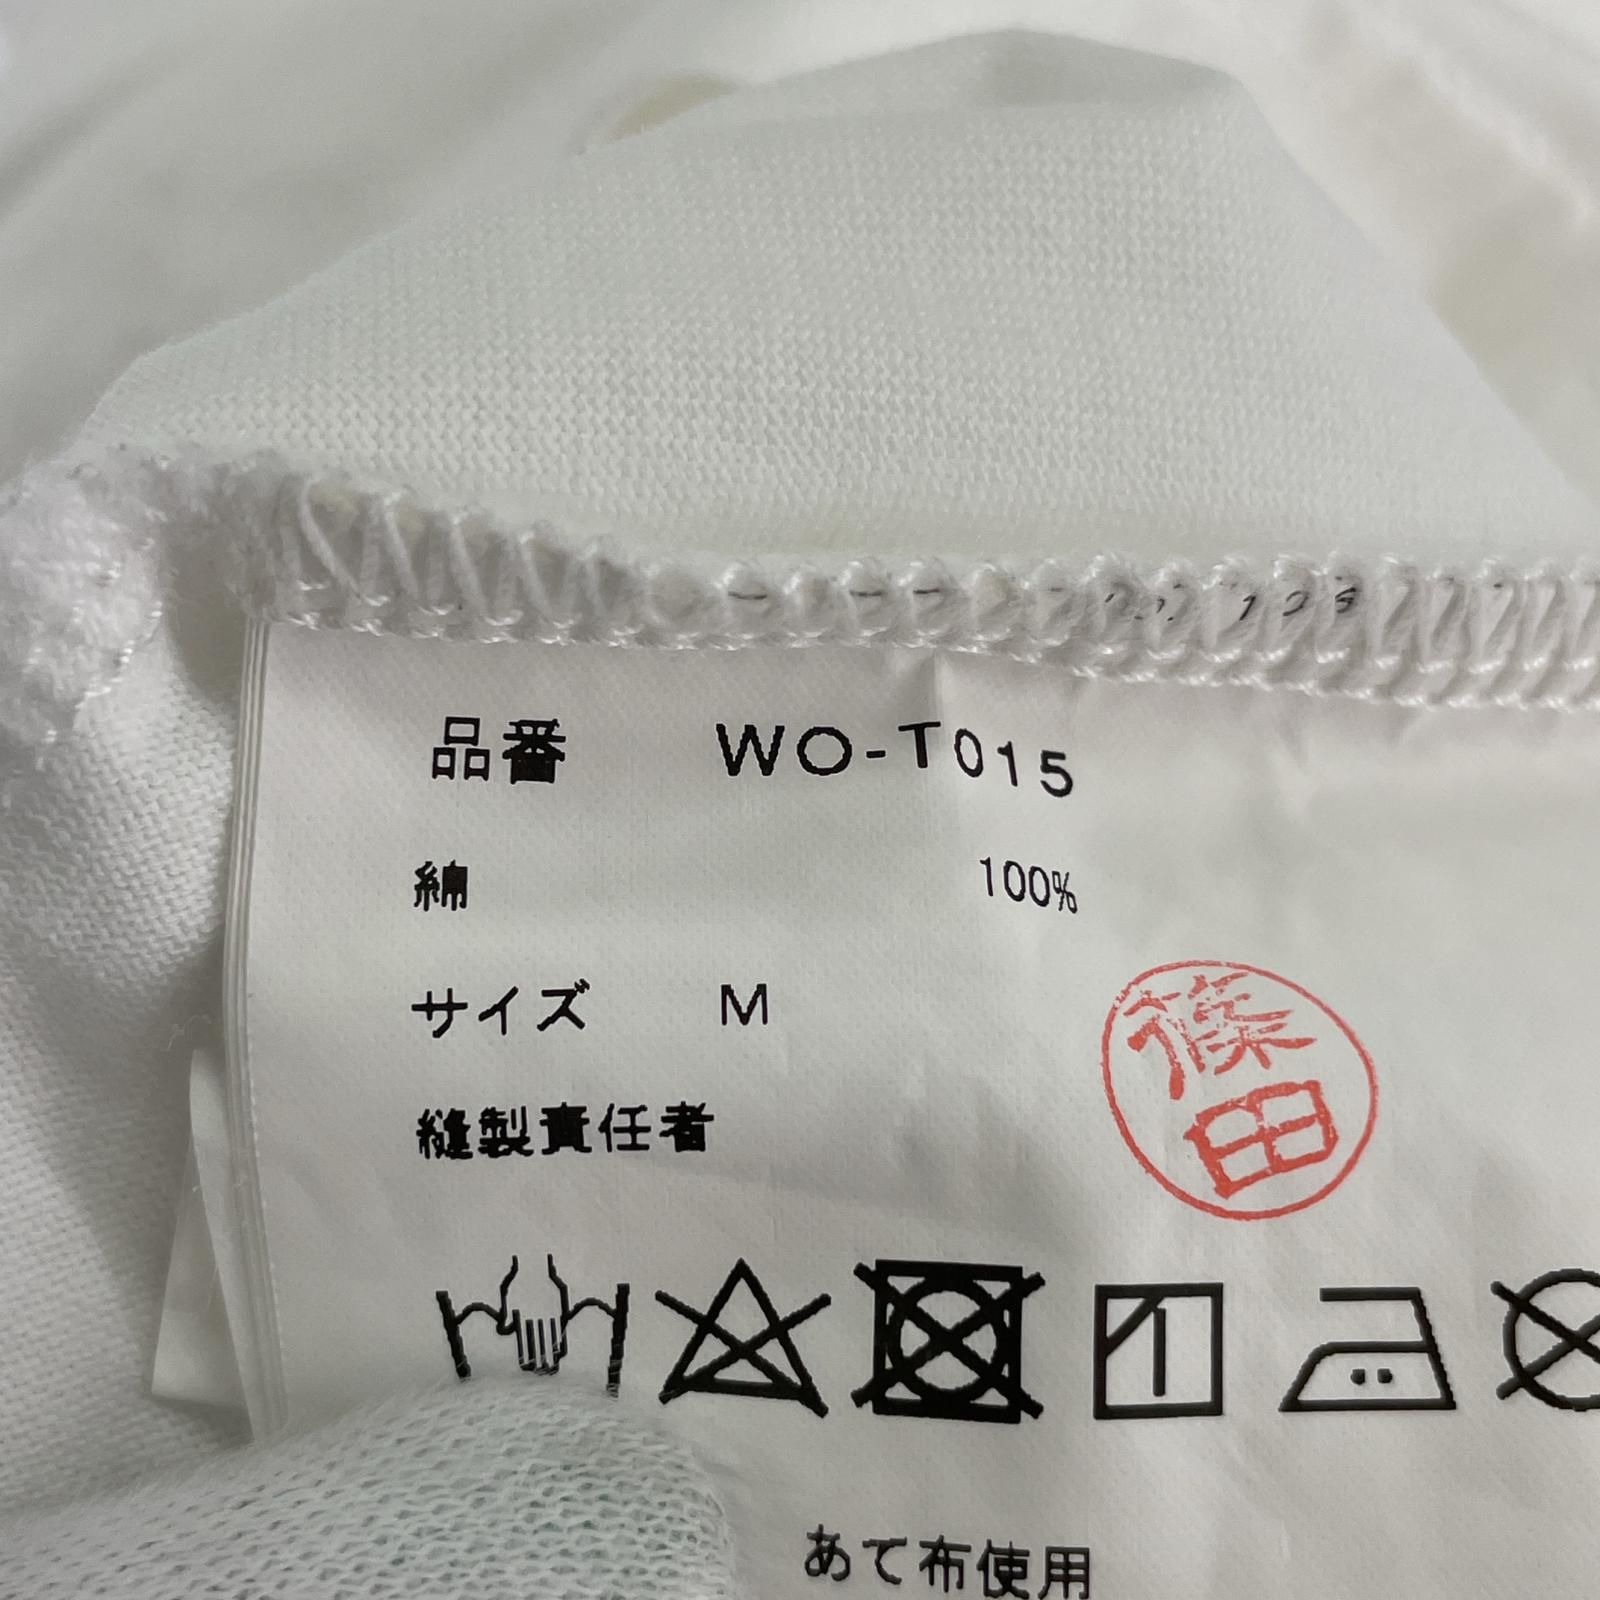 品番 WO-T015
綿 100%
サイズ M
縫製責任者
篠田
あて布使用